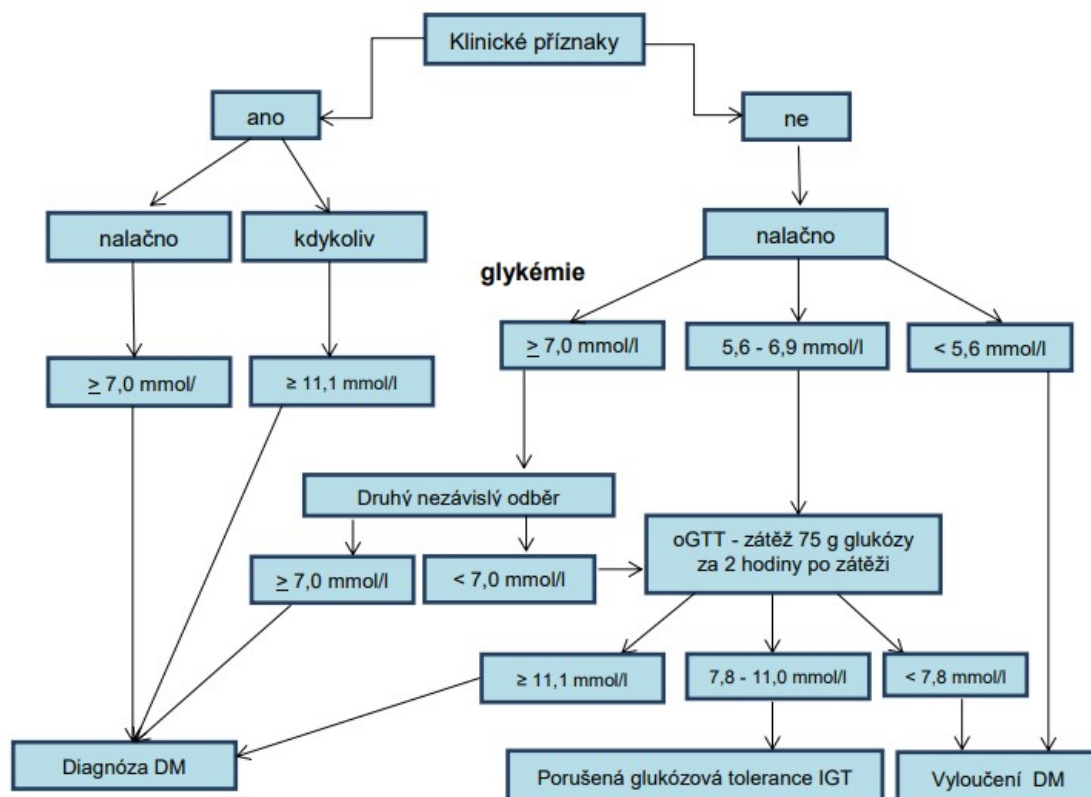 Klinické příznaky
ano
ne
nalačno
kdykoliv
nalačno
glykémie
≥ 7,0 mmol/l
5,6 - 6,9 mmol/l
< 5,6 mmol/l
≥ 7,0 mmol/
≥ 11,1 mmol/l
Druhý nezávislý odběr
oGTT - zátěž 75 g glukózy
za 2 hodiny po zátěži
≥ 7,0 mmol/l
< 7,0 mmol/l
≥ 11,1 mmol/l
7,8 - 11,0 mmol/l
< 7,8 mmol/l
Diagnóza DM
Porušená glukózová tolerance IGT
Vyloučení DM